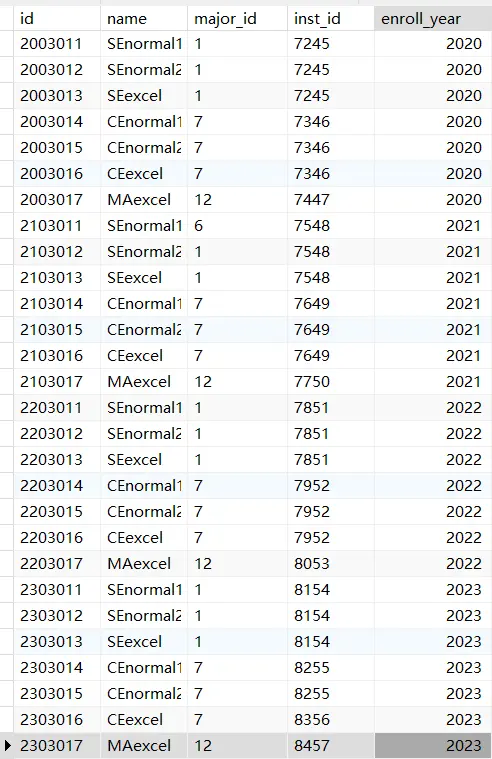 id name major_id inst_id enroll_year
2003011 SEnormal1 1 7245 2020
2003012 SEnormal2 1 7245 2020
2003013 SEexcel 1 7245 2020
2003014 CEnormal1 7 7346 2020
2003015 CEnormal2 7 7346 2020
2003016 CEexcel 7 7346 2020
2003017 MAexcel 12 7447 2020
2103011 SEnormal1 6 7548 2021
2103012 SEnormal2 1 7548 2021
2103013 SEexcel 1 7548 2021
2103014 CEnormal1 7 7649 2021
2103015 CEnormal2 7 7649 2021
2103016 CEexcel 7 7649 2021
2103017 MAexcel 12 7750 2021
2203011 SEnormal1 1 7851 2022
2203012 SEnormal2 1 7851 2022
2203013 SEexcel 1 7851 2022
2203014 CEnormal1 7 7952 2022
2203015 CEnormal2 7 7952 2022
2203016 CEexcel 7 7952 2022
2203017 MAexcel 12 8053 2022
2303011 SEnormal1 1 8154 2023
2303012 SEnormal2 1 8154 2023
2303013 SEexcel 1 8154 2023
2303014 CEnormal1 7 8255 2023
2303015 CEnormal2 7 8255 2023
2303016 CEexcel 7 8356 2023
2303017 MAexcel 12 8457 2023